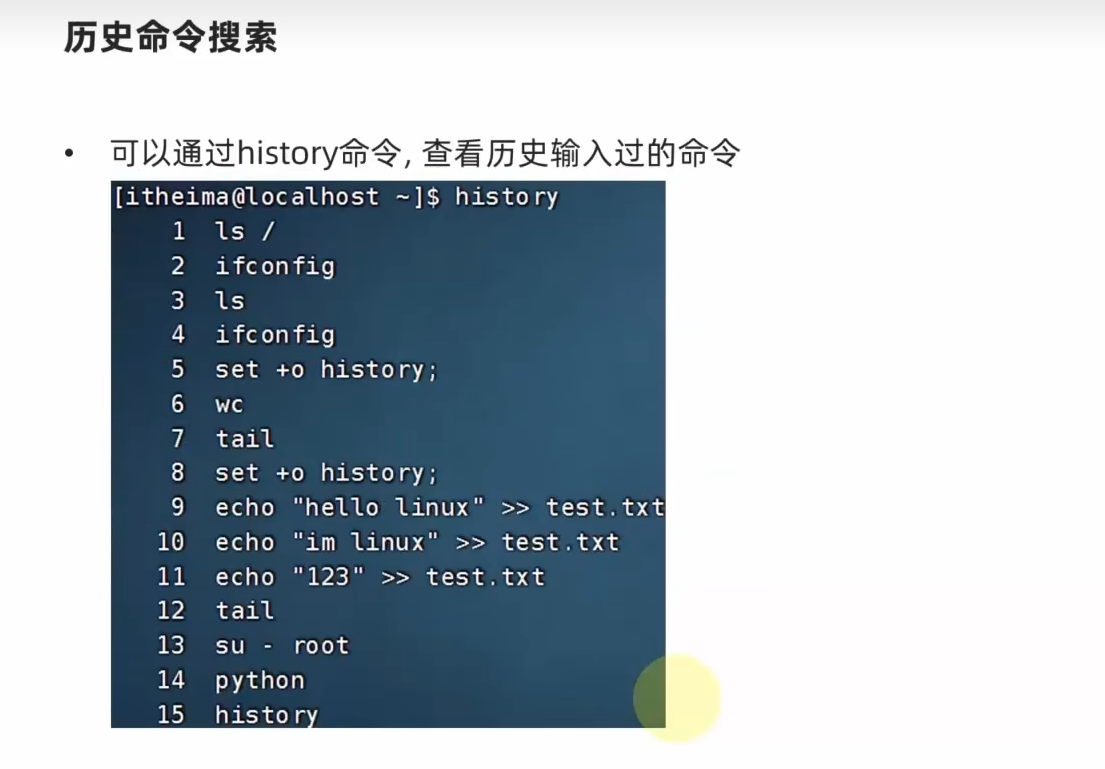 历史命令搜索
• 可以通过history命令, 查看历史输入过的命令
[itheima@localhost ~]$ history
1 ls /
2 ifconfig
3 ls
4 ifconfig
5 set +o history;
6 wc
7 tail
8 set +o history;
9 echo "hello linux" >> test.txt
10 echo "im linux" >> test.txt
11 echo "123" >> test.txt
12 tail
13 su - root
14 python
15 history